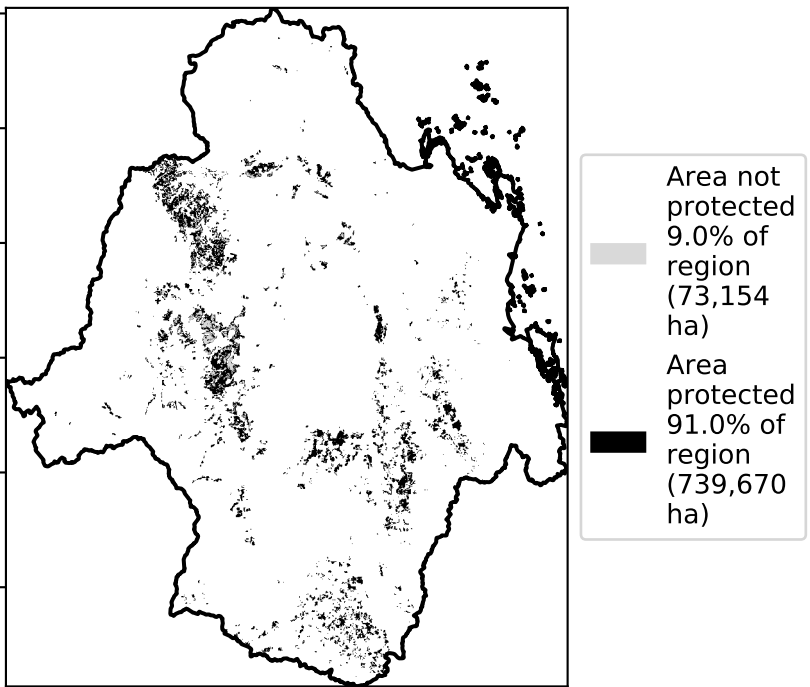 Area not
protected
9.0% of
region
(73,154
ha)
Area
protected
91.0% of
region
(739,670
ha)